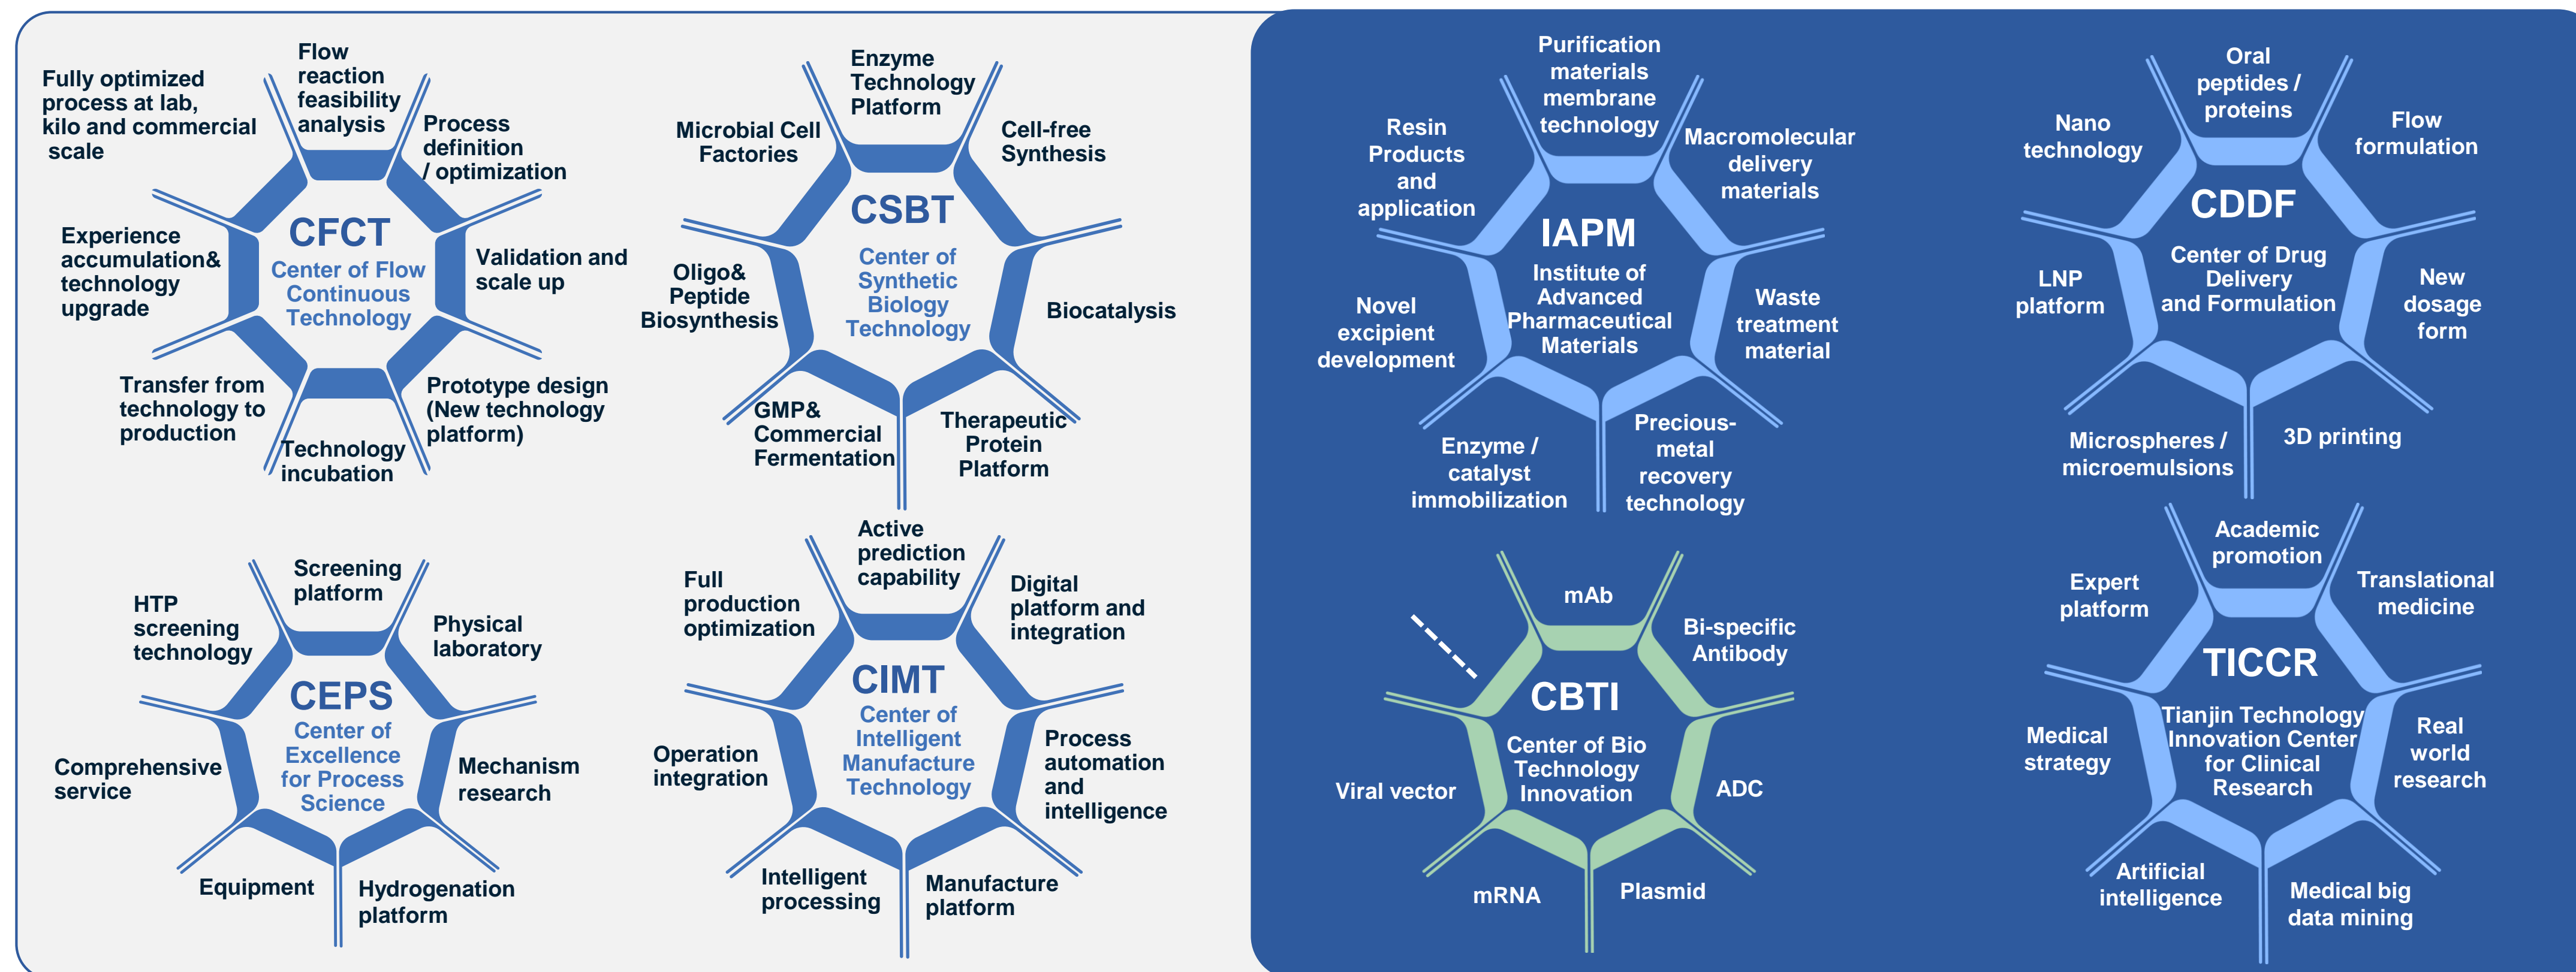 Flow
reaction
feasibility
analysis
Fully optimized
process at lab,
kilo and commercial
scale
Process
definition
/ optimization
CFCT
Center of Flow
Continuous
Technology
Experience
accumulation&
technology
upgrade
Validation and
scale up
Transfer from
technology to
production
Prototype design
(New technology
platform)
Technology
incubation
Enzyme
Technology
Platform
Microbial Cell
Factories
Cell-free
Synthesis
CSBT
Center of
Synthetic
Biology
Technology
Oligo&
Peptide
Biosynthesis
Biocatalysis
GMP&
Commercial
Fermentation
Therapeutic
Protein
Platform
Screening
platform
HTP
screening
technology
Physical
laboratory
CEPS
Center of
Excellence
for Process
Science
Comprehensive
service
Mechanism
research
Equipment
Hydrogenation
platform
Active
prediction
capability
Full
production
optimization
Digital
platform and
integration
CIMT
Center of
Intelligent
Manufacture
Technology
Operation
integration
Process
automation
and
intelligence
Intelligent
processing
Manufacture
platform
Purification
materials
membrane
technology
Resin
Products
and
application
Macromolecular
delivery
materials
IAPM
Institute of
Advanced
Pharmaceutical
Materials
Novel
excipient
development
Waste
treatment
material
Enzyme /
catalyst
immobilization
Precious-
metal
recovery
technology
Oral
peptides /
proteins
Nano
technology
Flow
formulation
CDDF
Center of Drug
Delivery
and Formulation
LNP
platform
New
dosage
form
Microspheres /
microemulsions
3D printing
mAb
Bi-specific
Antibody
CBTI
Center of Bio
Technology
Innovation
Viral vector
ADC
mRNA
Plasmid
Academic
promotion
Expert
platform
Translational
medicine
TICCR
Tianjin Technology
Innovation Center
for Clinical
Research
Medical
strategy
Real
world
research
Artificial
intelligence
Medical big
data mining